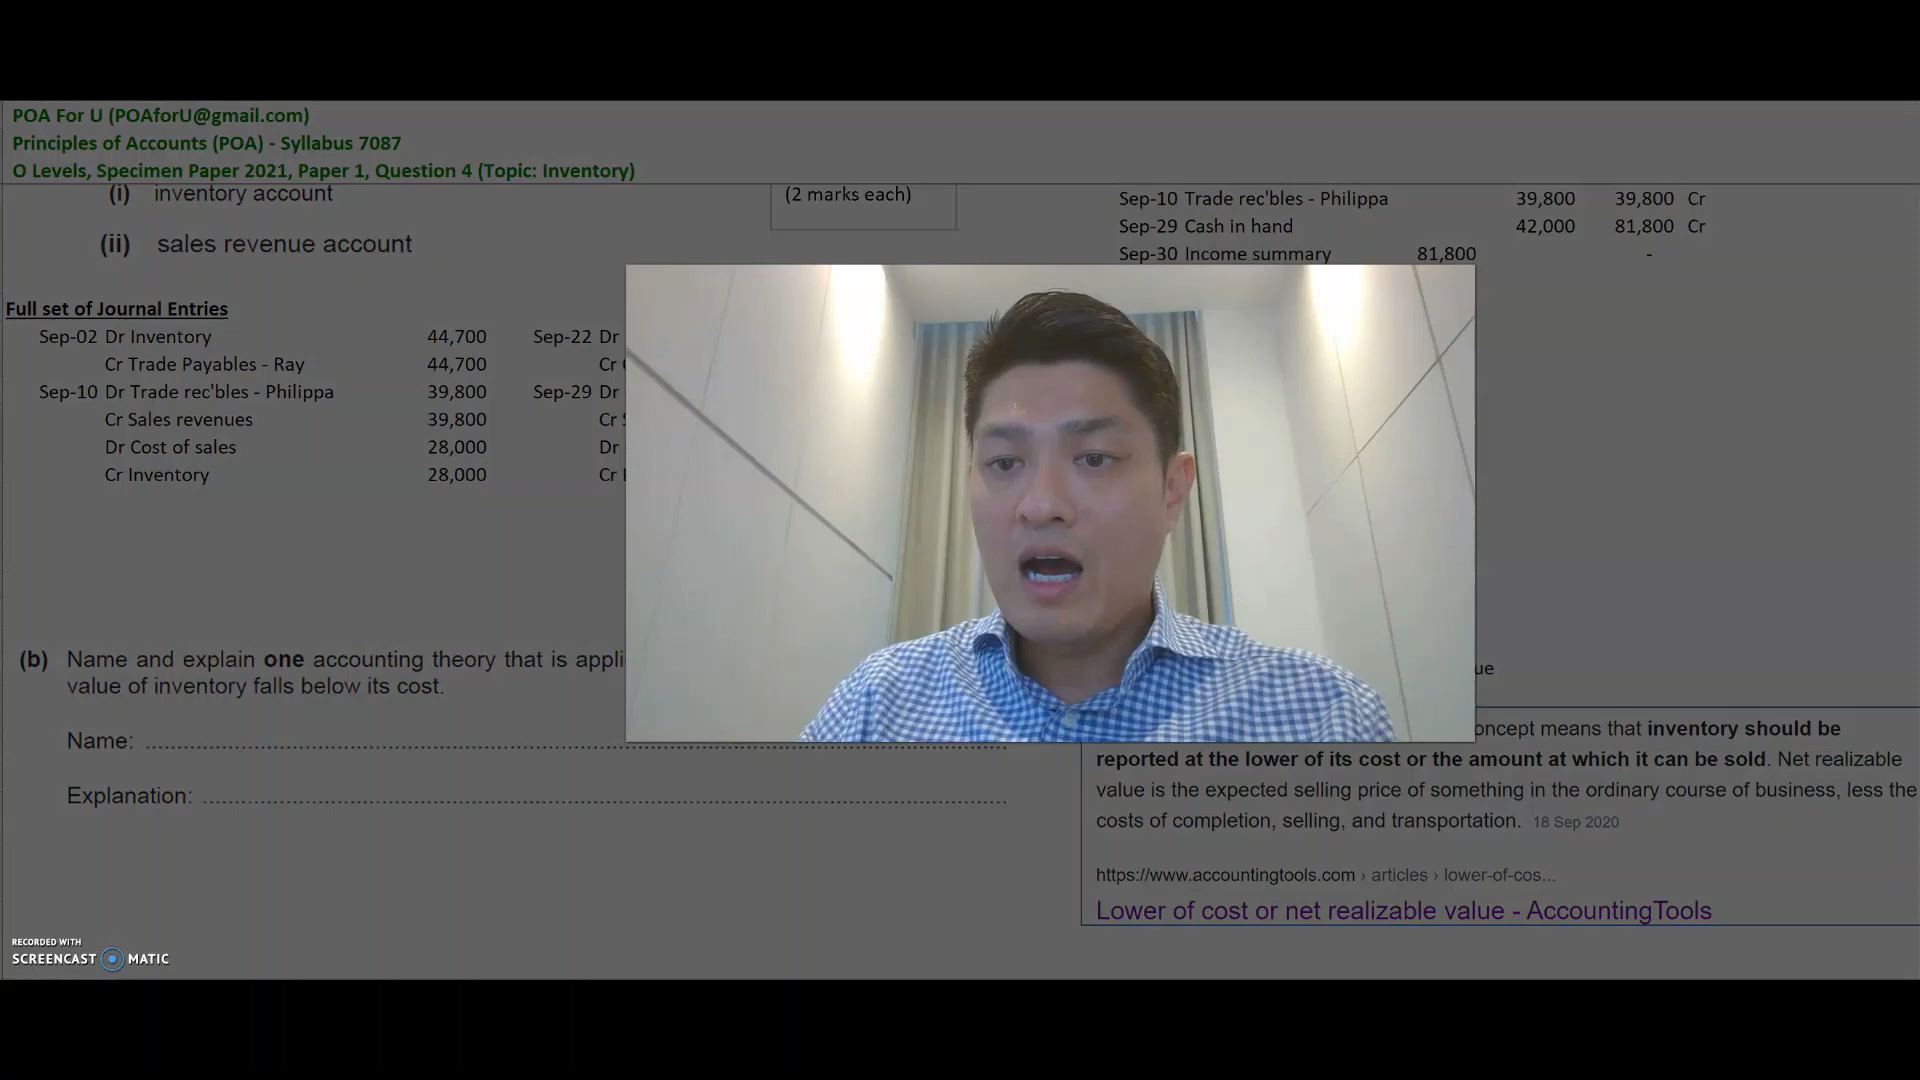 POA For U (POAforU@gmail.com)
Principles of Accounts (POA) - Syllabus 7087
O Levels, Specimen Paper 2021, Paper 1, Question 4 (Topic: Inventory)
(i) inventory account
(2 marks each)
(ii) sales revenue account
Sep-10 Trade rec'bles - Philippa 39,800 39,800 Cr
Sep-29 Cash in hand 42,000 81,800 Cr
Sep-30 Income summary 81,800 -
Full set of Journal Entries
Sep-02 Dr Inventory 44,700 Sep-22 Dr
Cr Trade Payables - Ray 44,700 Cr
Sep-10 Dr Trade rec'bles - Philippa 39,800 Sep-29 Dr
Cr Sales revenues 39,800 Cr
Dr Cost of sales 28,000 Dr
Cr Inventory 28,000 Cr
(b) Name and explain one accounting theory that is appli
value of inventory falls below its cost.
Name: ....................
Explanation: ....................
ue
oncept means that inventory should be
reported at the lower of its cost or the amount at which it can be sold. Net realizable
value is the expected selling price of something in the ordinary course of business, less the
costs of completion, selling, and transportation. 18 Sep 2020
https://www.accountingtools.com › articles › lower-of-cos...
Lower of cost or net realizable value - AccountingTools
RECORDED WITH
SCREENCAST MATIC